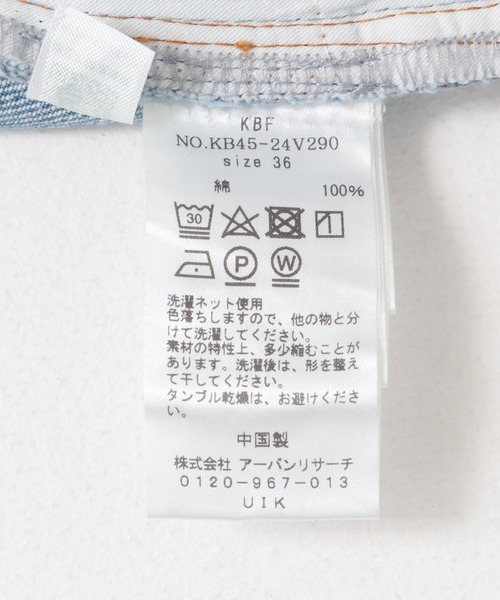 KBF
NO.KB45-24V290
size 36
綿 100%
30
P W
洗濯ネット使用
色落ちしますので、他の物と分
けて洗濯してください。
素材の特性上、多少縮むことが
あります。洗濯後は、形を整え
て干してください。
タンブル乾燥は、お避けくださ
い。
中国製
株式会社 アーバンリサーチ
0120-967-013
UIK